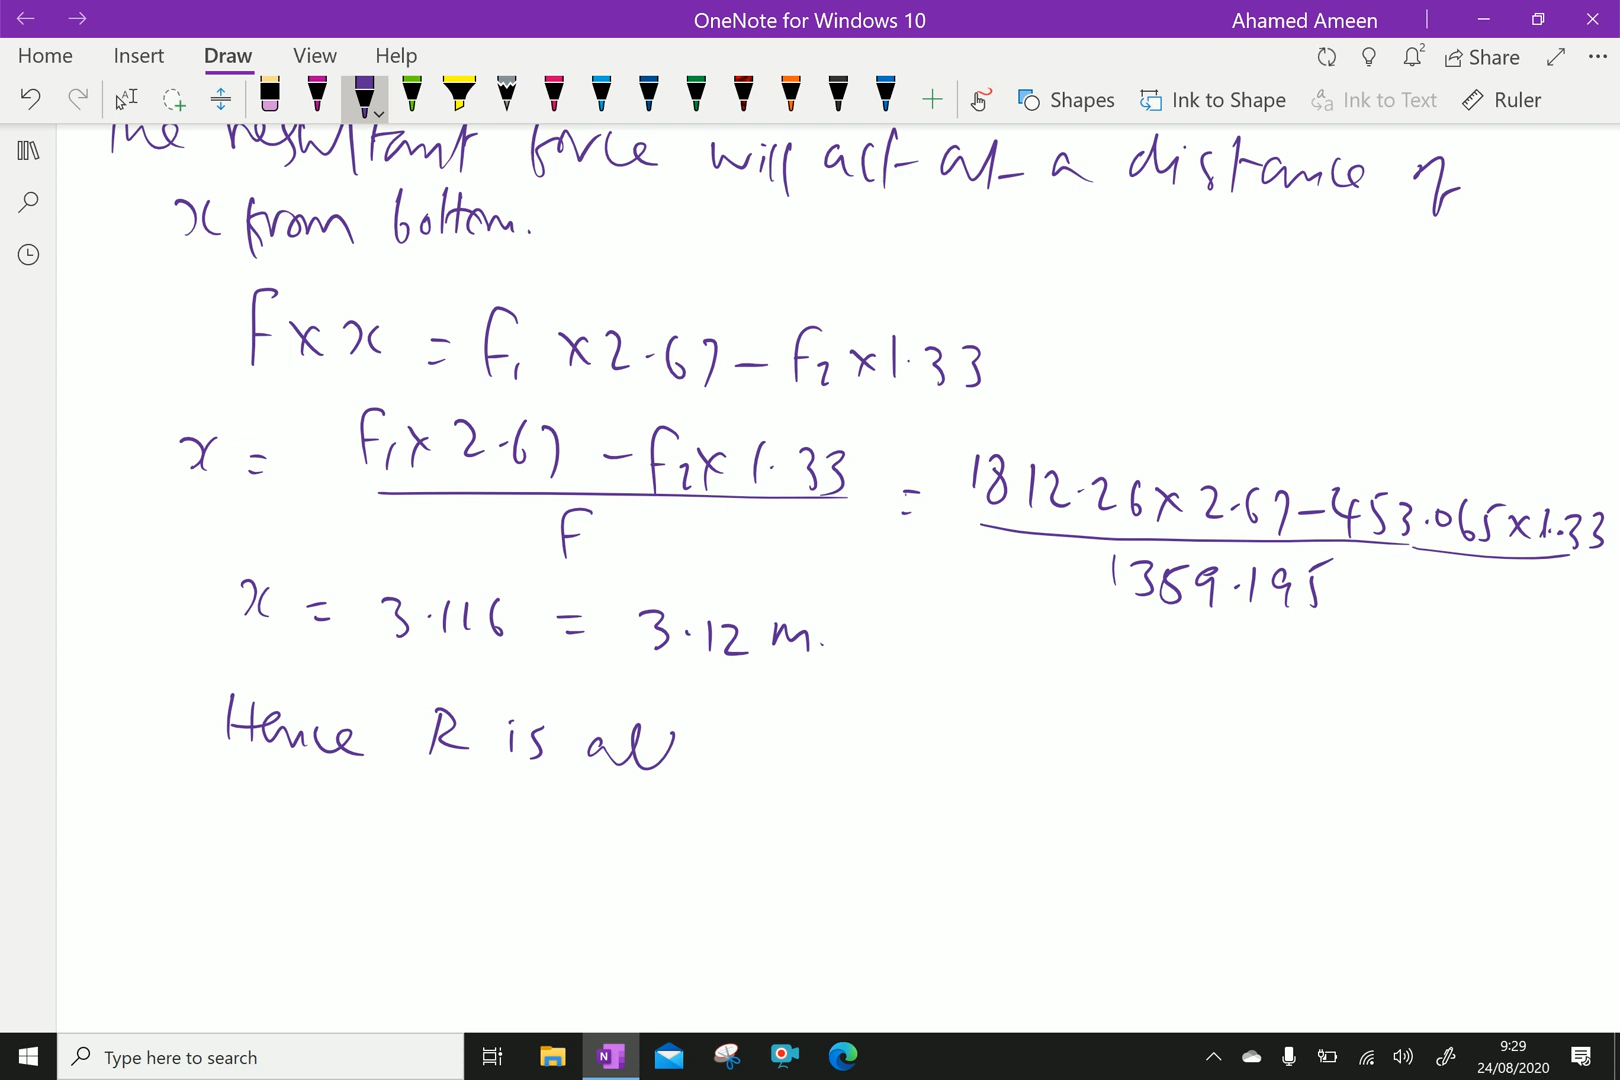 OneNote for Windows 10
Ahamed Ameen
Home Insert Draw View Help
2
Share
Shapes
Ink to Shape
Ink to Text
Ruler
The resultant force will act at a distance of
x from bottom.
F × x = F₁ × 2.67 - F₂ × 1.33
x = F₁ × 2.67 - F₂ × 1.33 / F = 1812.26 × 2.67 - 453.065 × 1.33 / 1359.195
x = 3.116 = 3.12 m.
Hence R is at
Type here to search
9:29
24/08/2020